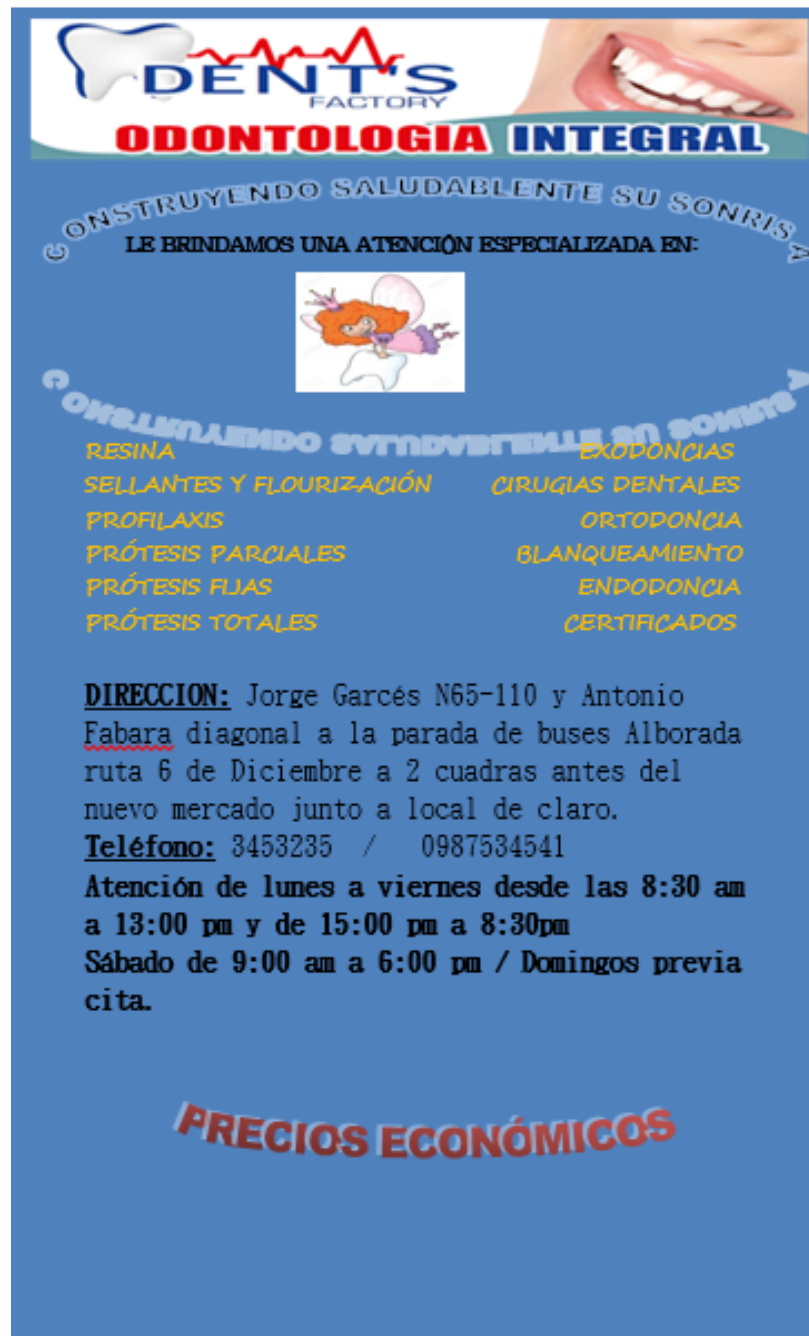 DENT'S
FACTORY
ODONTOLOGIA INTEGRAL
CONSTRUYENDO SALUDABLENTE SU SONRISA
LE BRINDAMOS UNA ATENCIÓN ESPECIALIZADA EN:
CONSTRUYENDO SALUDABLENTE SU SONRISA
RESINA EXODONCIAS
SELLANTES Y FLOURIZACIÓN CIRUGIAS DENTALES
PROFILAXIS ORTODONCIA
PRÓTESIS PARCIALES BLANQUEAMIENTO
PRÓTESIS FIJAS ENDODONCIA
PRÓTESIS TOTALES CERTIFICADOS
DIRECCION: Jorge Garcés N65-110 y Antonio
Fabara diagonal a la parada de buses Alborada
ruta 6 de Diciembre a 2 cuadras antes del
nuevo mercado junto a local de claro.
Teléfono: 3453235 / 0987534541
Atención de lunes a viernes desde las 8:30 am
a 13:00 pm y de 15:00 pm a 8:30pm
Sábado de 9:00 am a 6:00 pm / Domingos previa
cita.
PRECIOS ECONÓMICOS